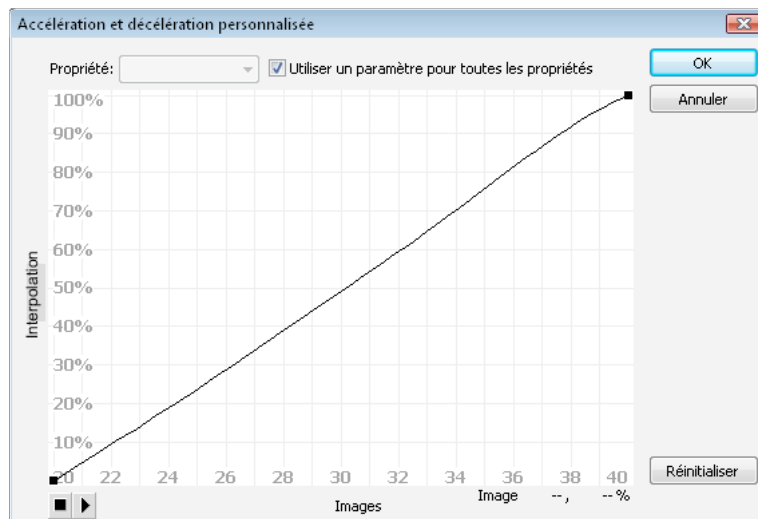 Accélération et décélération personnalisée
Propriété:
Utiliser un paramètre pour toutes les propriétés
OK
Annuler
100%
90%
80%
70%
60%
50%
40%
30%
20%
10%
Interpolation
20 22 24 26 28 30 32 34 36 38 40
Réinitialiser
Images
Image --, --%